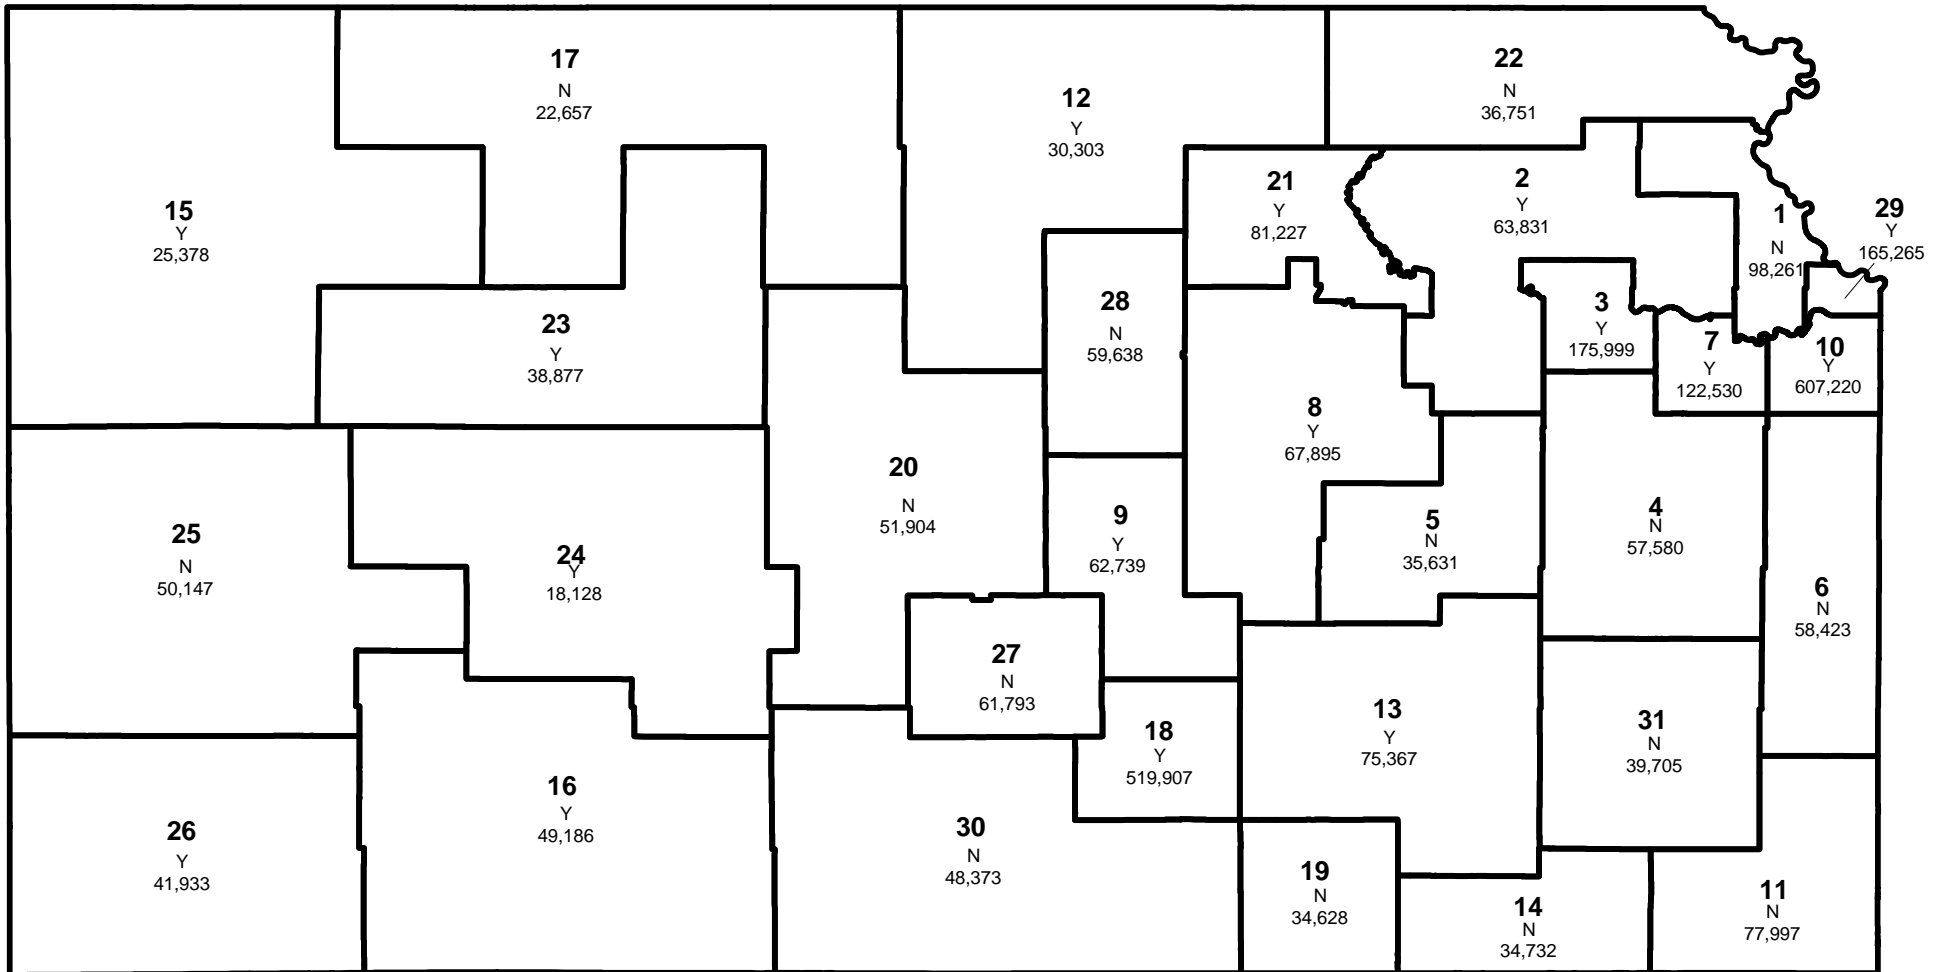 17
N
22,657
22
N
36,751
12
Y
30,303
15
Y
25,378
21
Y
81,227
2
Y
63,831
1
N
98,261
29
Y
165,265
23
Y
38,877
28
N
59,638
3
Y
175,999
7
Y
122,530
10
Y
607,220
8
Y
67,895
20
N
51,904
25
N
50,147
24
Y
18,128
9
Y
62,739
5
N
35,631
4
N
57,580
6
N
58,423
27
N
61,793
18
Y
519,907
13
Y
75,367
31
N
39,705
16
Y
49,186
26
Y
41,933
30
N
48,373
19
N
34,628
14
N
34,732
11
N
77,997